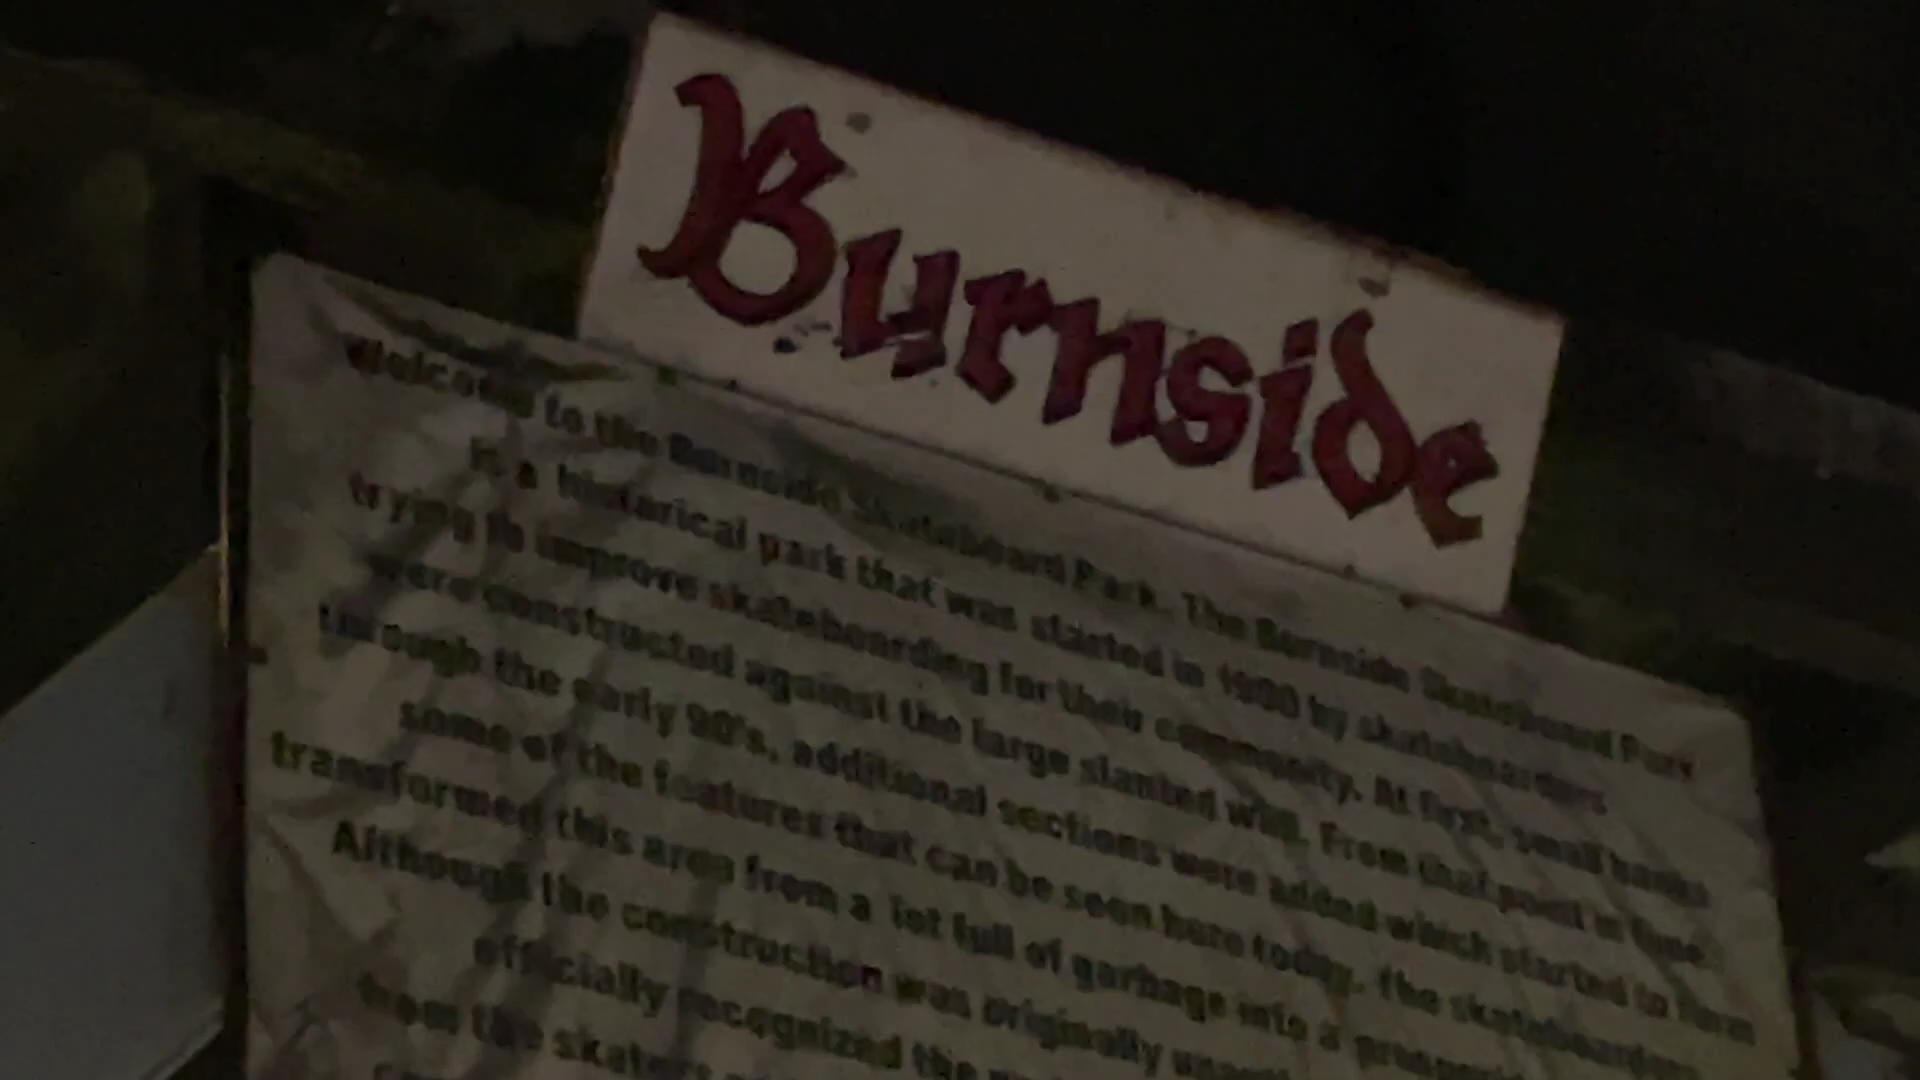 Burnside
Welcome to the Burnside Skateboard Park. The Burnside Skateboard Park
is a historical park that was started in 1990 by skateboarders
trying to improve skateboarding for their community. At first, small banks
were constructed against the large slanted wall. From that point in time,
through the early 90's, additional sections were added which started to form
some of the features that can be seen here today. The skateboarders
transformed this area from a lot full of garbage into a
Although the construction was originally
officially recognized the
from the skaters